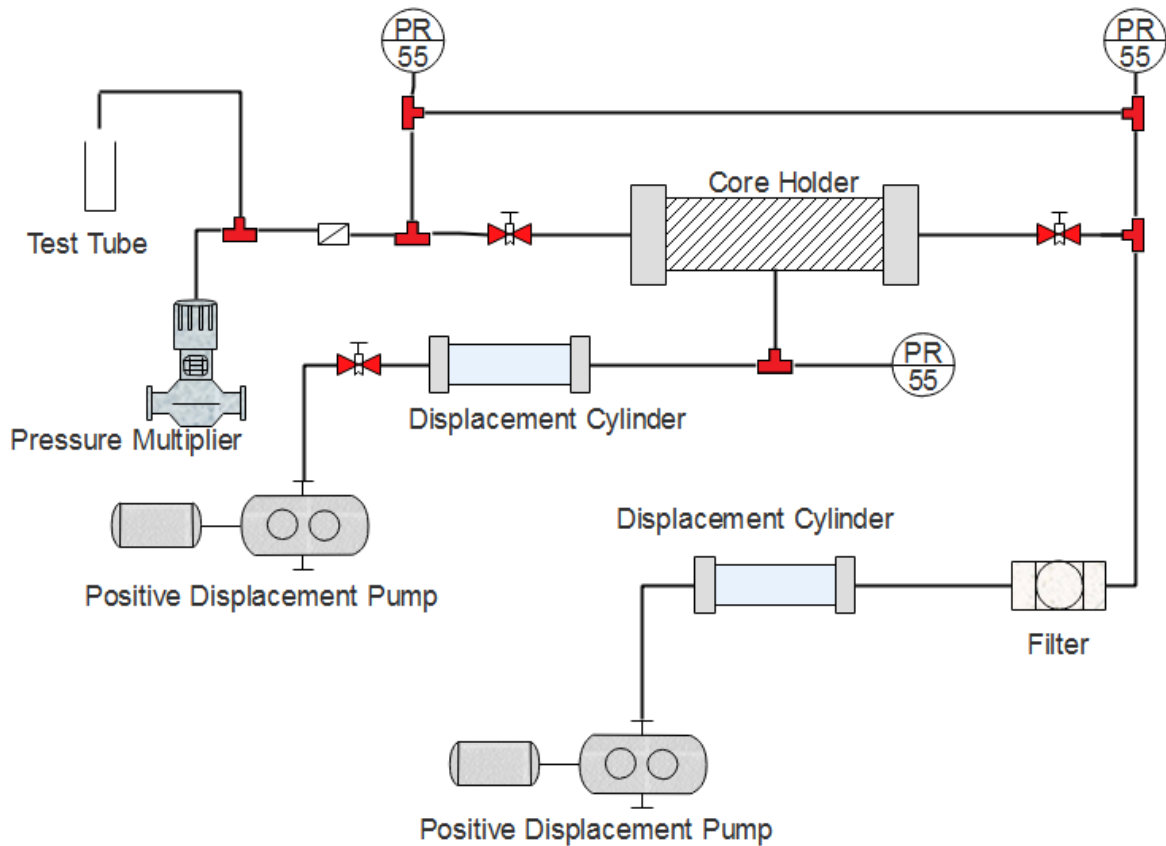 PR
55
PR
55
Core Holder
Test Tube
PR
55
Displacement Cylinder
Pressure Multiplier
Displacement Cylinder
Positive Displacement Pump
Filter
Positive Displacement Pump